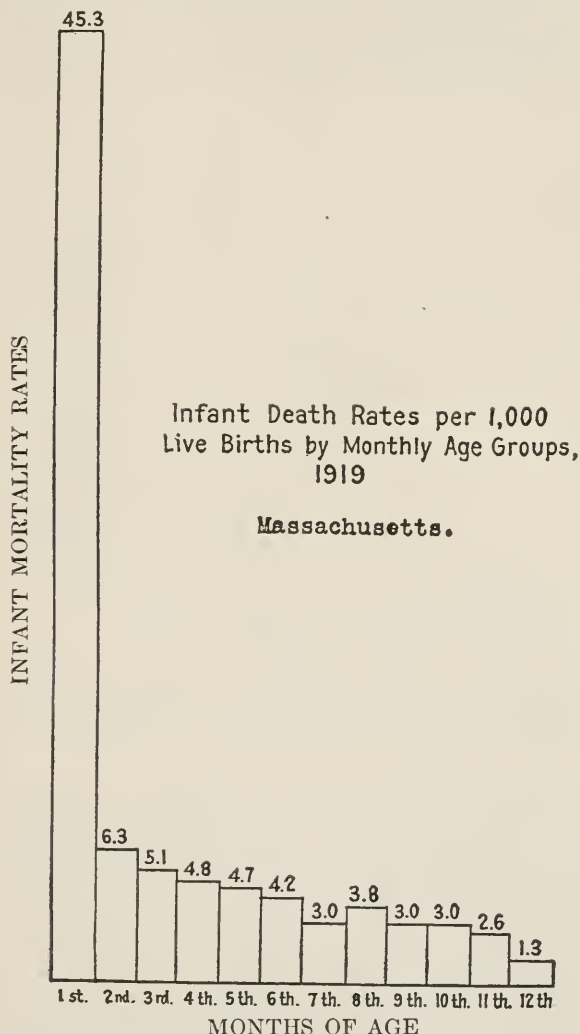 45.3
INFANT MORTALITY RATES
Infant Death Rates per 1,000
Live Births by Monthly Age Groups,
1919
Massachusetts.
6.3
5.1
4.8
4.7
4.2
3.0
3.8
3.0
3.0
2.6
1.3
1st. 2nd. 3rd. 4th. 5th. 6th. 7th. 8th. 9th. 10th. 11th. 12th
MONTHS OF AGE